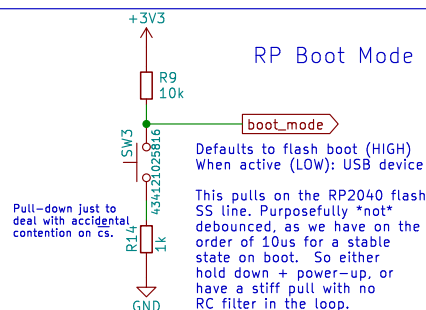 +3V3
RP Boot Mode
R9
10k
boot_mode
SW3
434121025816
Defaults to flash boot (HIGH)
When active (LOW): USB device
This pulls on the RP2040 flash
SS line. Purposefully *not*
debounced, as we have on the
order of 10us for a stable
state on boot.  So either
hold down + power-up, or
have a stiff pull with no
RC filter in the loop.
Pull-down just to
deal with accidental
contention on c̅s̅.
R14
1k
GND